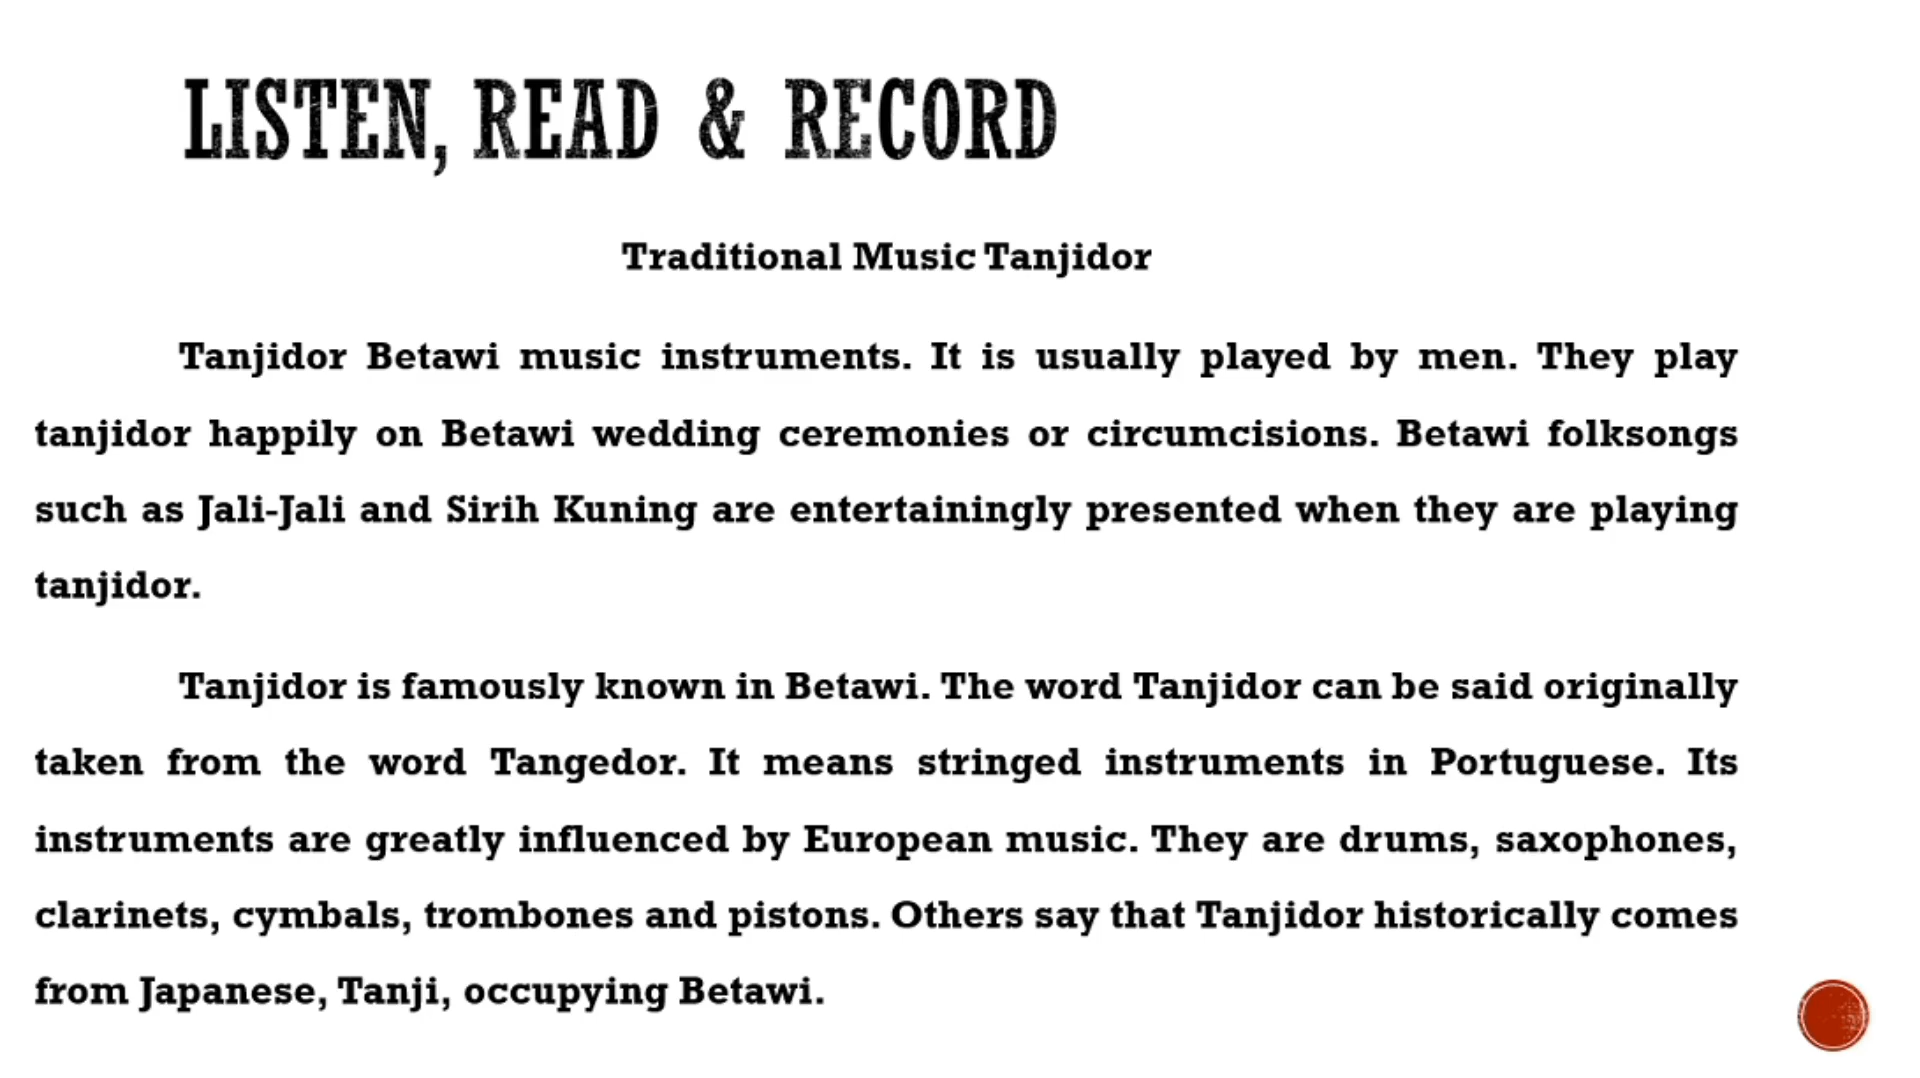 LISTEN, READ & RECORD
Traditional Music Tanjidor
Tanjidor Betawi music instruments. It is usually played by men. They play
tanjidor happily on Betawi wedding ceremonies or circumcisions. Betawi folksongs
such as Jali-Jali and Sirih Kuning are entertainingly presented when they are playing
tanjidor.
Tanjidor is famously known in Betawi. The word Tanjidor can be said originally
taken from the word Tangedor. It means stringed instruments in Portuguese. Its
instruments are greatly influenced by European music. They are drums, saxophones,
clarinets, cymbals, trombones and pistons. Others say that Tanjidor historically comes
from Japanese, Tanji, occupying Betawi.